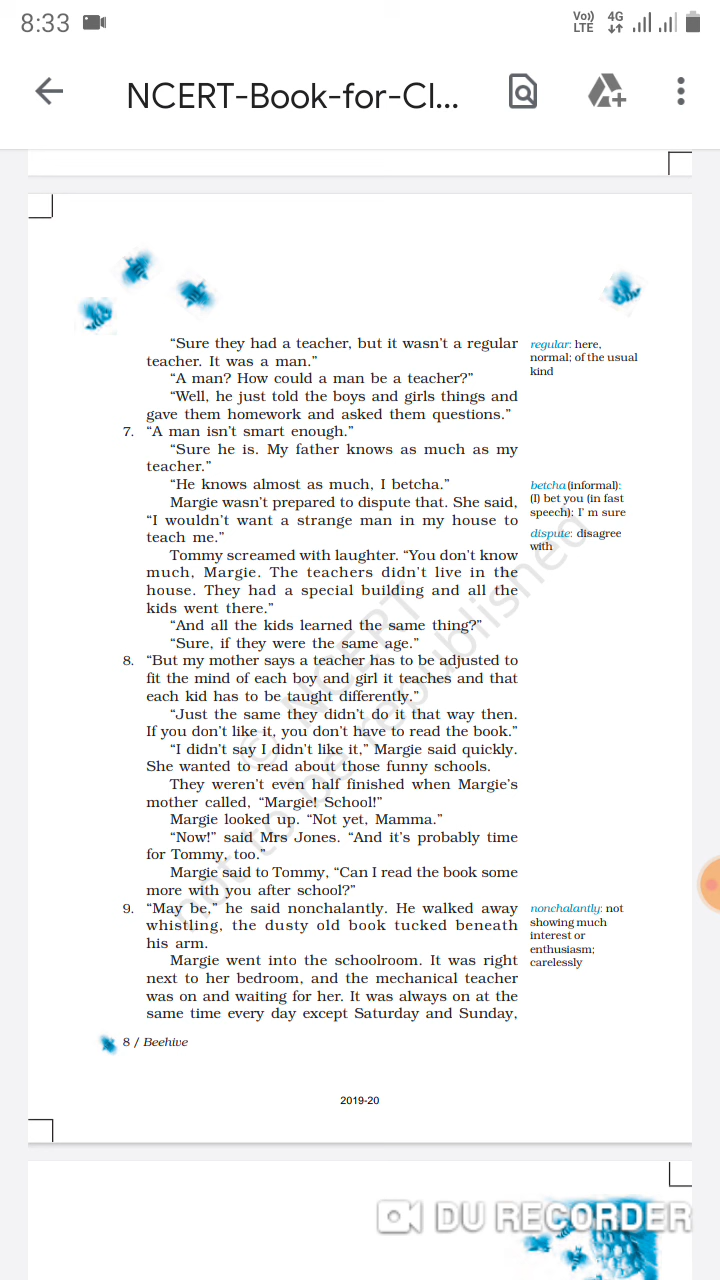 8:33
Vo)) LTE 4G
NCERT-Book-for-Cl...
“Sure they had a teacher, but it wasn't a regular
teacher. It was a man.”
“A man? How could a man be a teacher?”
“Well, he just told the boys and girls things and
gave them homework and asked them questions.”
7. “A man isn't smart enough.”
“Sure he is. My father knows as much as my
teacher.”
“He knows almost as much, I betcha.”
Margie wasn't prepared to dispute that. She said,
“I wouldn't want a strange man in my house to
teach me.”
Tommy screamed with laughter. “You don't know
much, Margie. The teachers didn't live in the
house. They had a special building and all the
kids went there.”
“And all the kids learned the same thing?”
“Sure, if they were the same age.”
8. “But my mother says a teacher has to be adjusted to
fit the mind of each boy and girl it teaches and that
each kid has to be taught differently.”
“Just the same they didn't do it that way then.
If you don't like it, you don't have to read the book.”
“I didn't say I didn't like it,” Margie said quickly.
She wanted to read about those funny schools.
They weren't even half finished when Margie's
mother called, “Margie! School!”
Margie looked up. “Not yet, Mamma.”
“Now!” said Mrs Jones. “And it's probably time
for Tommy, too.”
Margie said to Tommy, “Can I read the book some
more with you after school?”
9. “May be,” he said nonchalantly. He walked away
whistling, the dusty old book tucked beneath
his arm.
Margie went into the schoolroom. It was right
next to her bedroom, and the mechanical teacher
was on and waiting for her. It was always on at the
same time every day except Saturday and Sunday,
regular: here,
normal; of the usual
kind
betcha (informal):
(I) bet you (in fast
speech): I' m sure
dispute: disagree
with
nonchalantly: not
showing much
interest or
enthusiasm;
carelessly
© NCERT
not to be republished
8 / Beehive
2019-20
DU RECORDER